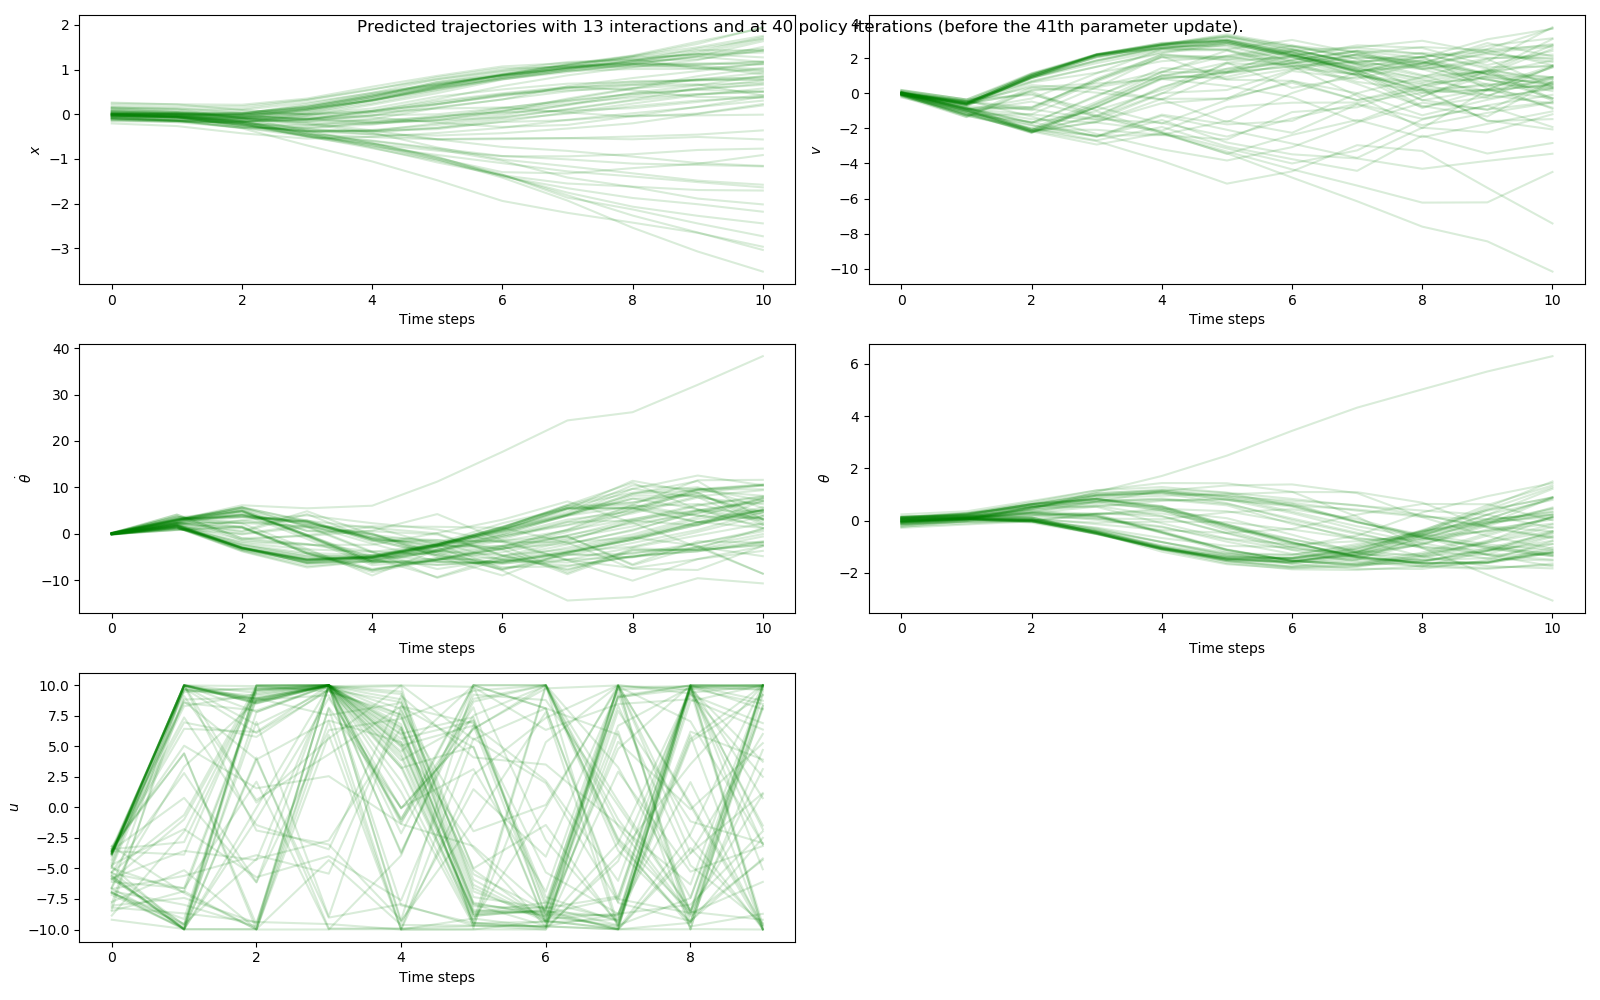 Predicted trajectories with 13 interactions and at 40 policy iterations (before the 41th parameter update).
2
1
0
−1
−2
−3
x
0 2 4 6 8 10
Time steps
4
2
0
−2
−4
−6
−8
−10
v
0 2 4 6 8 10
Time steps
40
30
20
10
0
−10
θ̇
0 2 4 6 8 10
Time steps
6
4
2
0
−2
θ
0 2 4 6 8 10
Time steps
10.0
7.5
5.0
2.5
0.0
−2.5
−5.0
−7.5
−10.0
u
0 2 4 6 8
Time steps